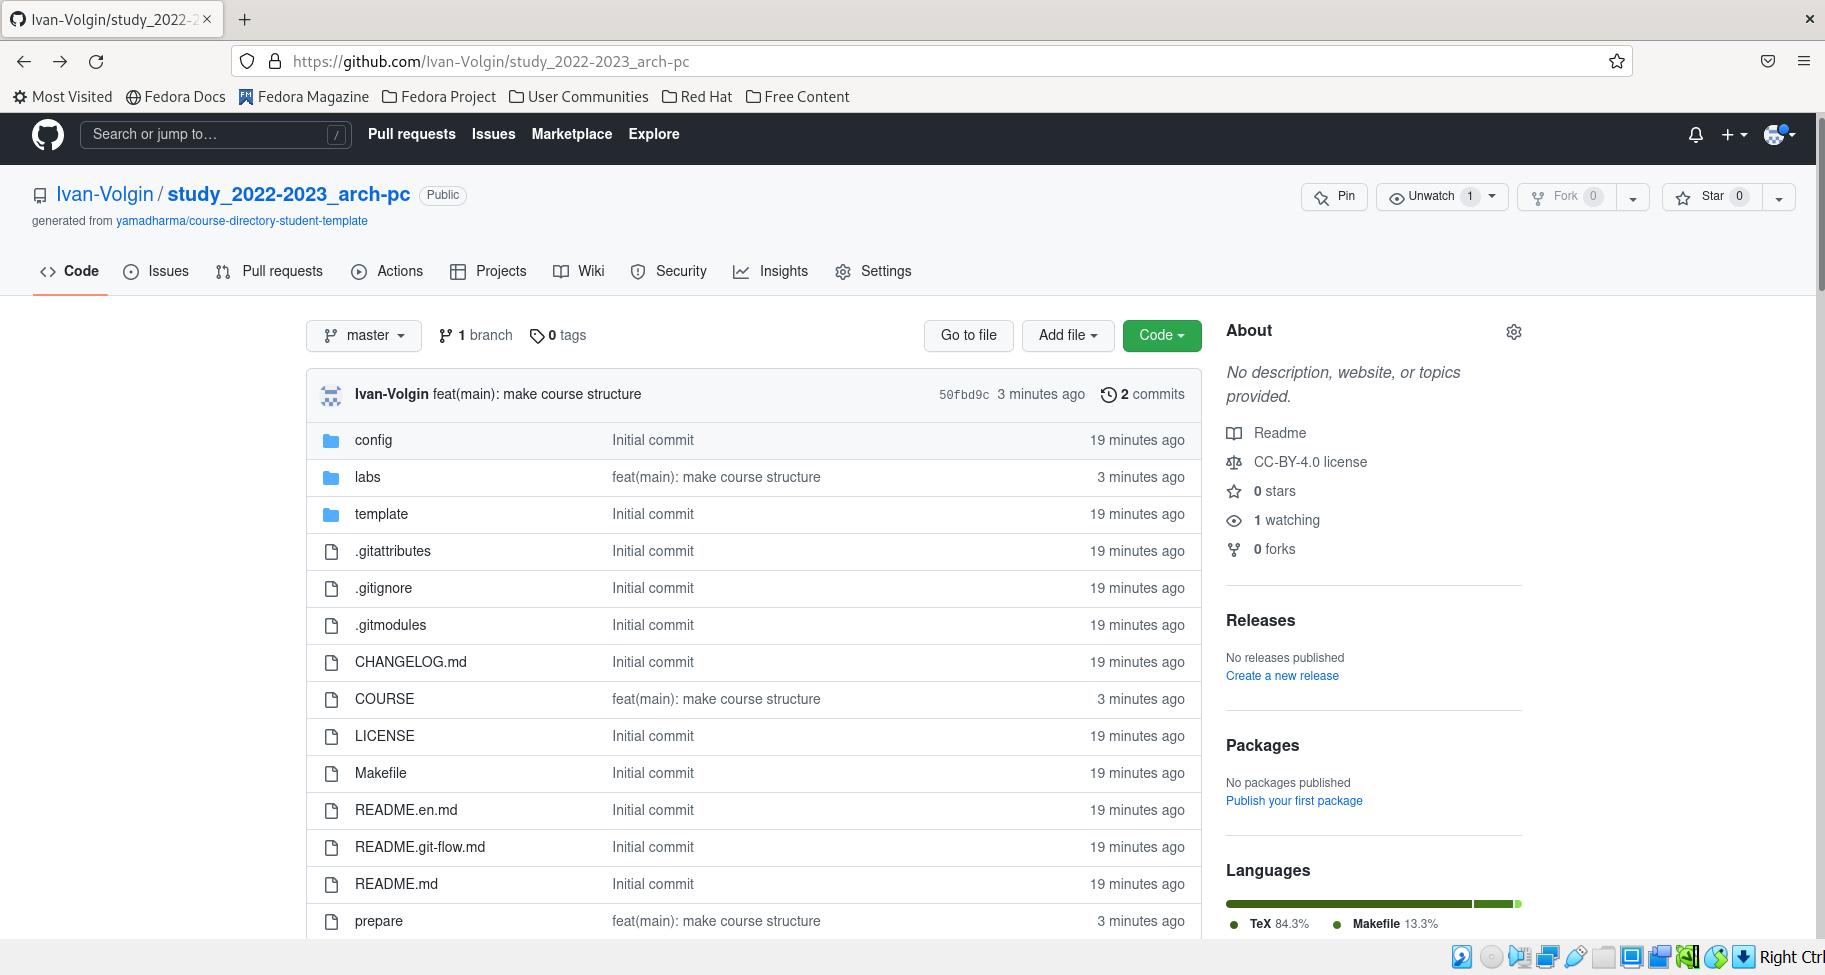 Ivan-Volgin/study_2022-2
https://github.com/Ivan-Volgin/study_2022-2023_arch-pc
Most Visited Fedora Docs Fedora Magazine Fedora Project User Communities Red Hat Free Content
Search or jump to… / Pull requests Issues Marketplace Explore
Ivan-Volgin / study_2022-2023_arch-pc Public Pin Unwatch 1 Fork 0 Star 0
generated from yamadharma/course-directory-student-template
Code Issues Pull requests Actions Projects Wiki Security Insights Settings
master 1 branch 0 tags Go to file Add file Code
Ivan-Volgin feat(main): make course structure 50fbd9c 3 minutes ago 2 commits
config Initial commit 19 minutes ago
labs feat(main): make course structure 3 minutes ago
template Initial commit 19 minutes ago
.gitattributes Initial commit 19 minutes ago
.gitignore Initial commit 19 minutes ago
.gitmodules Initial commit 19 minutes ago
CHANGELOG.md Initial commit 19 minutes ago
COURSE feat(main): make course structure 3 minutes ago
LICENSE Initial commit 19 minutes ago
Makefile Initial commit 19 minutes ago
README.en.md Initial commit 19 minutes ago
README.git-flow.md Initial commit 19 minutes ago
README.md Initial commit 19 minutes ago
prepare feat(main): make course structure 3 minutes ago
About
No description, website, or topics
provided.
Readme
CC-BY-4.0 license
0 stars
1 watching
0 forks
Releases
No releases published
Create a new release
Packages
No packages published
Publish your first package
Languages
TeX 84.3% Makefile 13.3%
Right Ctrl